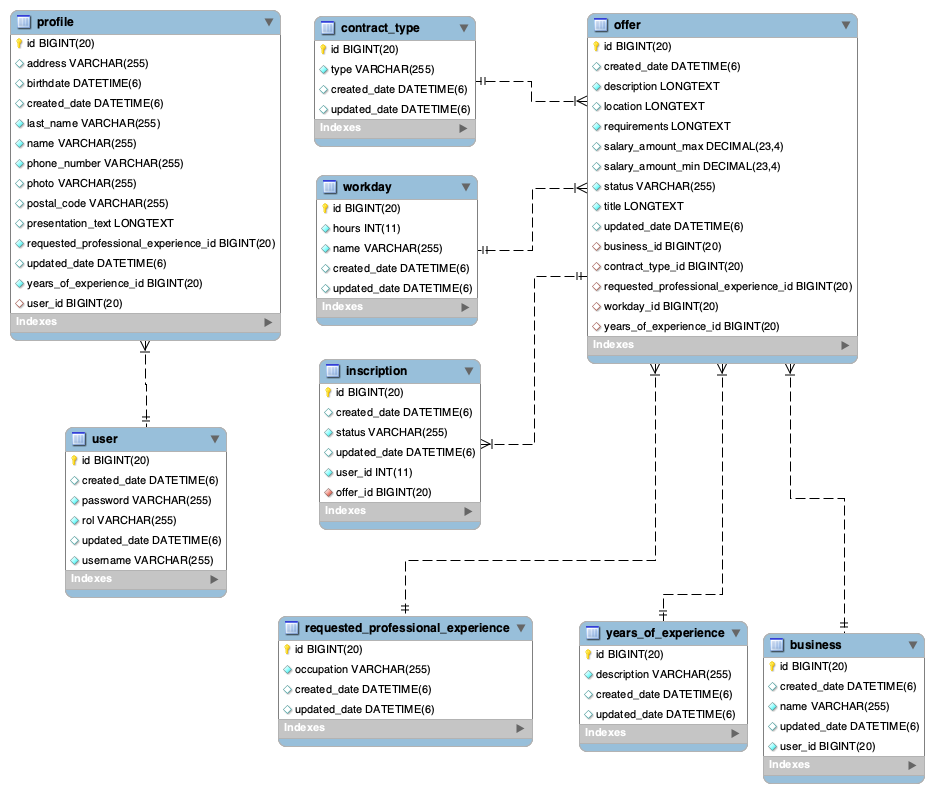 profile
id BIGINT(20)
address VARCHAR(255)
birthdate DATETIME(6)
created_date DATETIME(6)
last_name VARCHAR(255)
name VARCHAR(255)
phone_number VARCHAR(255)
photo VARCHAR(255)
postal_code VARCHAR(255)
presentation_text LONGTEXT
requested_professional_experience_id BIGINT(20)
updated_date DATETIME(6)
years_of_experience_id BIGINT(20)
user_id BIGINT(20)
Indexes
contract_type
id BIGINT(20)
type VARCHAR(255)
created_date DATETIME(6)
updated_date DATETIME(6)
Indexes
offer
id BIGINT(20)
created_date DATETIME(6)
description LONGTEXT
location LONGTEXT
requirements LONGTEXT
salary_amount_max DECIMAL(23,4)
salary_amount_min DECIMAL(23,4)
status VARCHAR(255)
title LONGTEXT
updated_date DATETIME(6)
business_id BIGINT(20)
contract_type_id BIGINT(20)
requested_professional_experience_id BIGINT(20)
workday_id BIGINT(20)
years_of_experience_id BIGINT(20)
Indexes
workday
id BIGINT(20)
hours INT(11)
name VARCHAR(255)
created_date DATETIME(6)
updated_date DATETIME(6)
Indexes
inscription
id BIGINT(20)
created_date DATETIME(6)
status VARCHAR(255)
updated_date DATETIME(6)
user_id INT(11)
offer_id BIGINT(20)
Indexes
user
id BIGINT(20)
created_date DATETIME(6)
password VARCHAR(255)
rol VARCHAR(255)
updated_date DATETIME(6)
username VARCHAR(255)
Indexes
requested_professional_experience
id BIGINT(20)
occupation VARCHAR(255)
created_date DATETIME(6)
updated_date DATETIME(6)
Indexes
years_of_experience
id BIGINT(20)
description VARCHAR(255)
created_date DATETIME(6)
updated_date DATETIME(6)
Indexes
business
id BIGINT(20)
created_date DATETIME(6)
name VARCHAR(255)
updated_date DATETIME(6)
user_id BIGINT(20)
Indexes